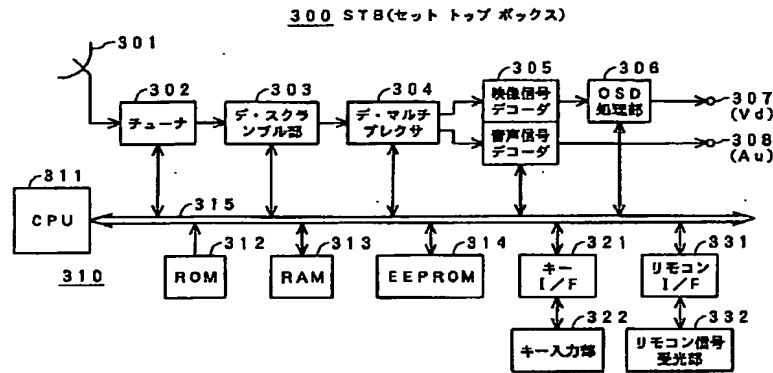 300 STB(セット トップ ボックス)
301
302
303
304
305
306
チューナ
デ・スクランブル部
デ・マルチプレクサ
映像信号デコーダ
音声信号デコーダ
OSD処理部
307
(Vd)
308
(Au)
311
CPU
315
310
312
313
314
321
331
ROM
RAM
EEPROM
キー
I/F
リモコン
I/F
322
332
キー入力部
リモコン信号
受光部